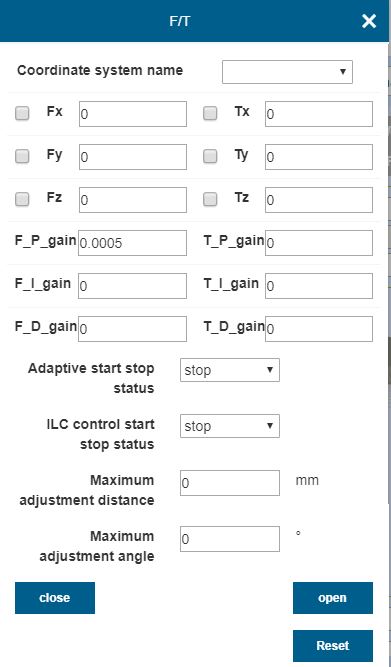 F/T ×
Coordinate system name
Fx 0 Tx 0
Fy 0 Ty 0
Fz 0 Tz 0
F_P_gain 0.0005 T_P_gain 0
F_I_gain 0 T_I_gain 0
F_D_gain 0 T_D_gain 0
Adaptive start stop
status
stop
ILC control start
stop status
stop
Maximum
adjustment distance
0 mm
Maximum
adjustment angle
0 °
close open
Reset